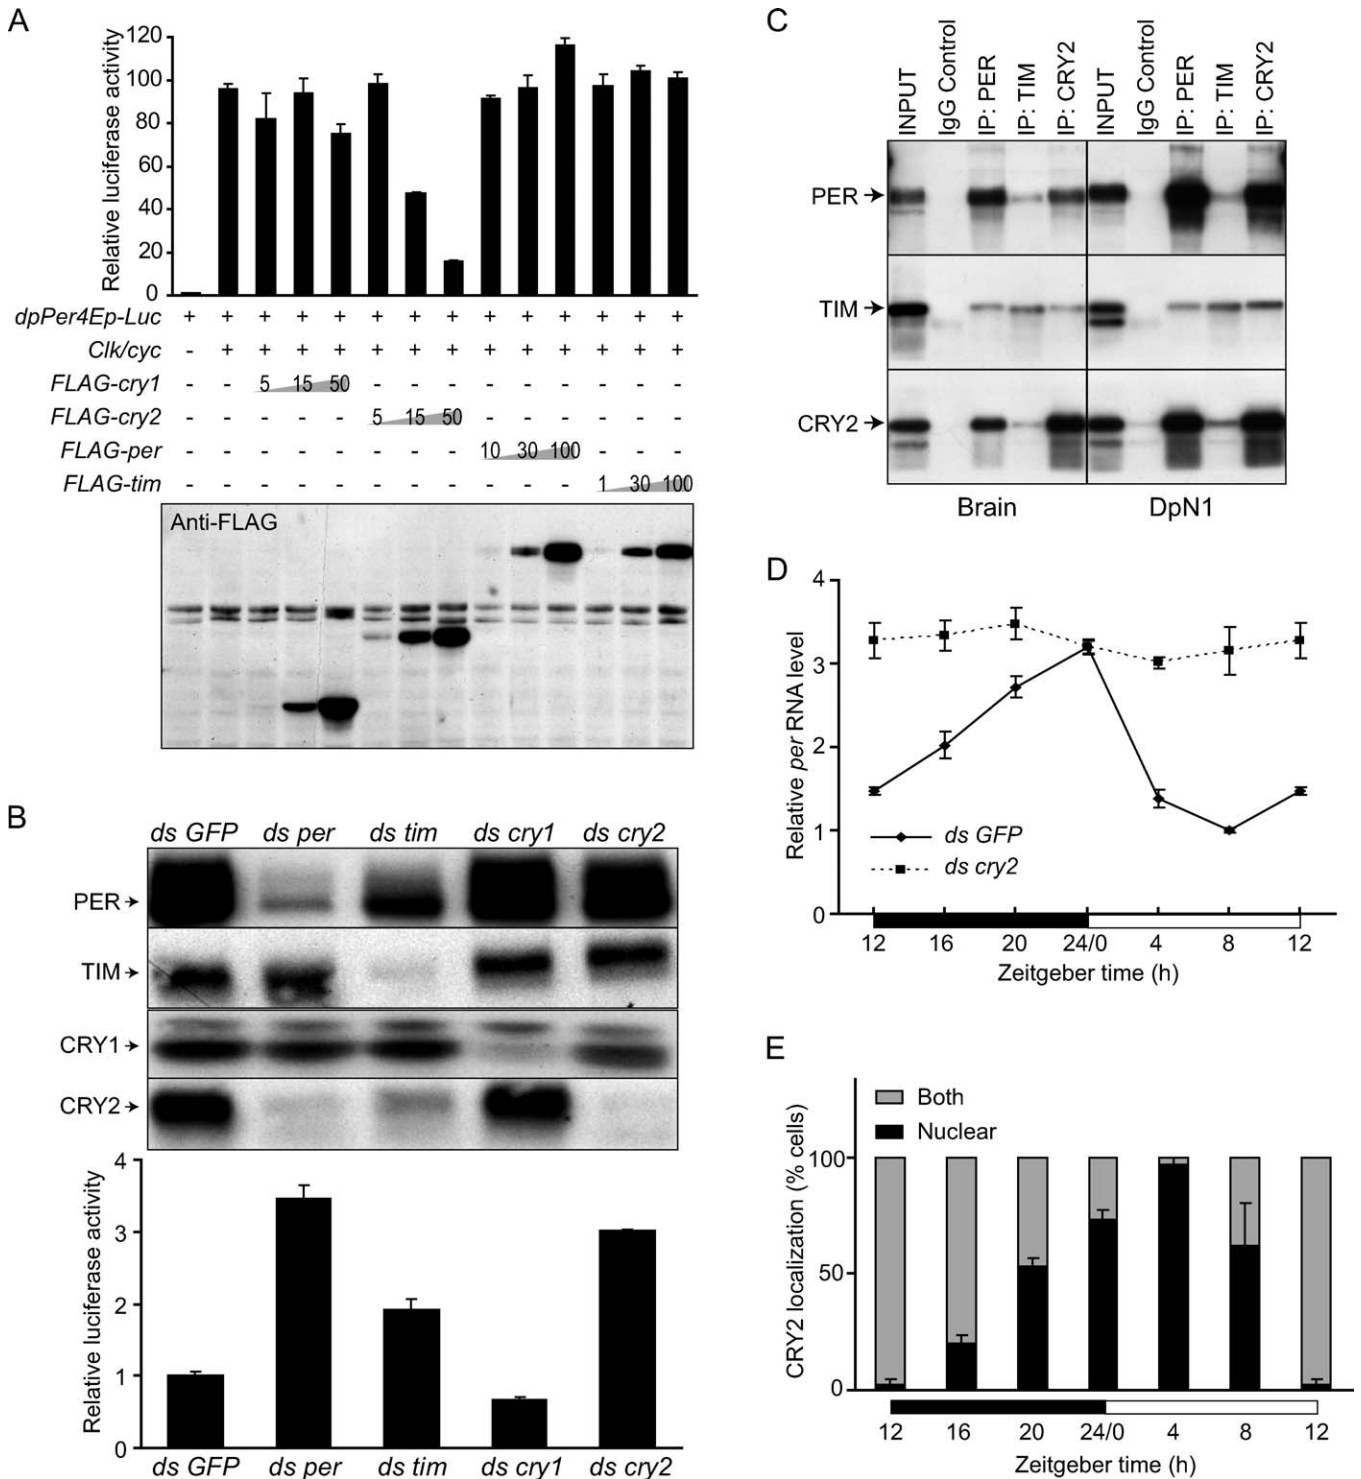 A
Relative luciferase activity
120
100
80
60
40
20
0
dpPer4Ep-Luc + + + + + + + + + + + + + +
Clk/cyc - + + + + + + + + + + + + +
FLAG-cry1 - - 5 15 50 - - - - - - - - -
FLAG-cry2 - - - - - 5 15 50 - - - - - -
FLAG-per - - - - - - - - 10 30 100 - - -
FLAG-tim - - - - - - - - - - - 1 30 100
Anti-FLAG
B
ds GFP ds per ds tim ds cry1 ds cry2
PER
TIM
CRY1
CRY2
Relative luciferase activity
4
3
2
1
0
ds GFP ds per ds tim ds cry1 ds cry2
C
INPUT
IgG Control
IP: PER
IP: TIM
IP: CRY2
INPUT
IgG Control
IP: PER
IP: TIM
IP: CRY2
PER
TIM
CRY2
Brain DpN1
D
Relative per RNA level
4
3
2
1
0
ds GFP
ds cry2
12 16 20 24/0 4 8 12
Zeitgeber time (h)
E
CRY2 localization (% cells)
Both
Nuclear
100
50
0
12 16 20 24/0 4 8 12
Zeitgeber time (h)